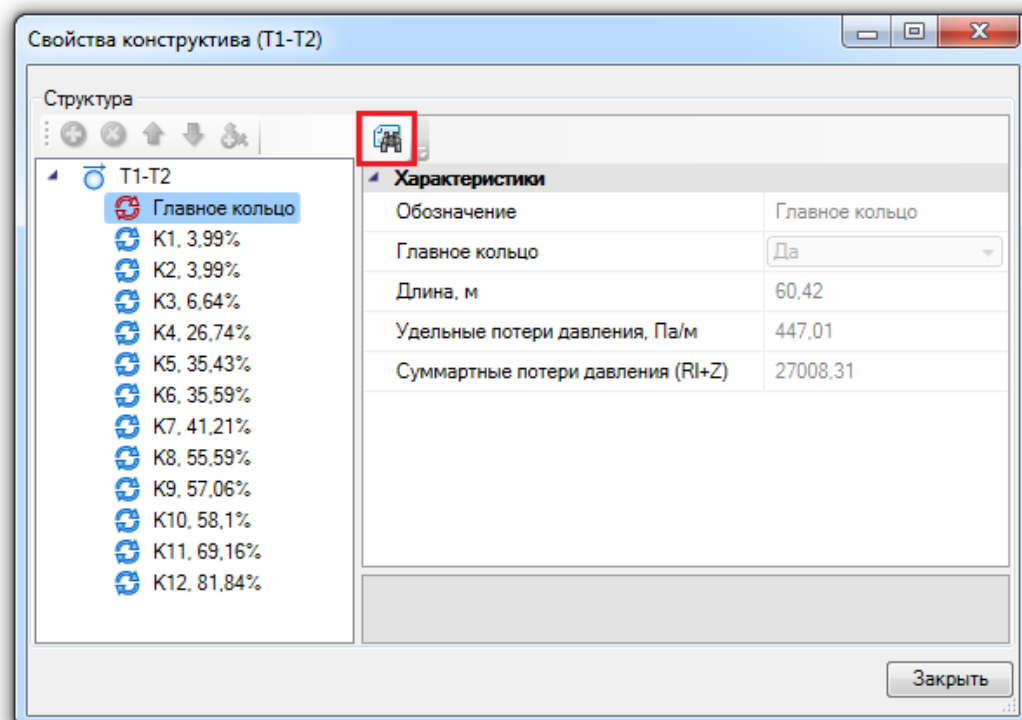 Свойства конструктива (Т1-Т2)
Структура
Т1-Т2
Главное кольцо
К1, 3,99%
К2, 3,99%
К3, 6,64%
К4, 26,74%
К5, 35,43%
К6, 35,59%
К7, 41,21%
К8, 55,59%
К9, 57,06%
К10, 58,1%
К11, 69,16%
К12, 81,84%
Характеристики
Обозначение Главное кольцо
Главное кольцо Да
Длина, м 60,42
Удельные потери давления, Па/м 447,01
Суммартные потери давления (Rl+Z) 27008,31
Закрыть